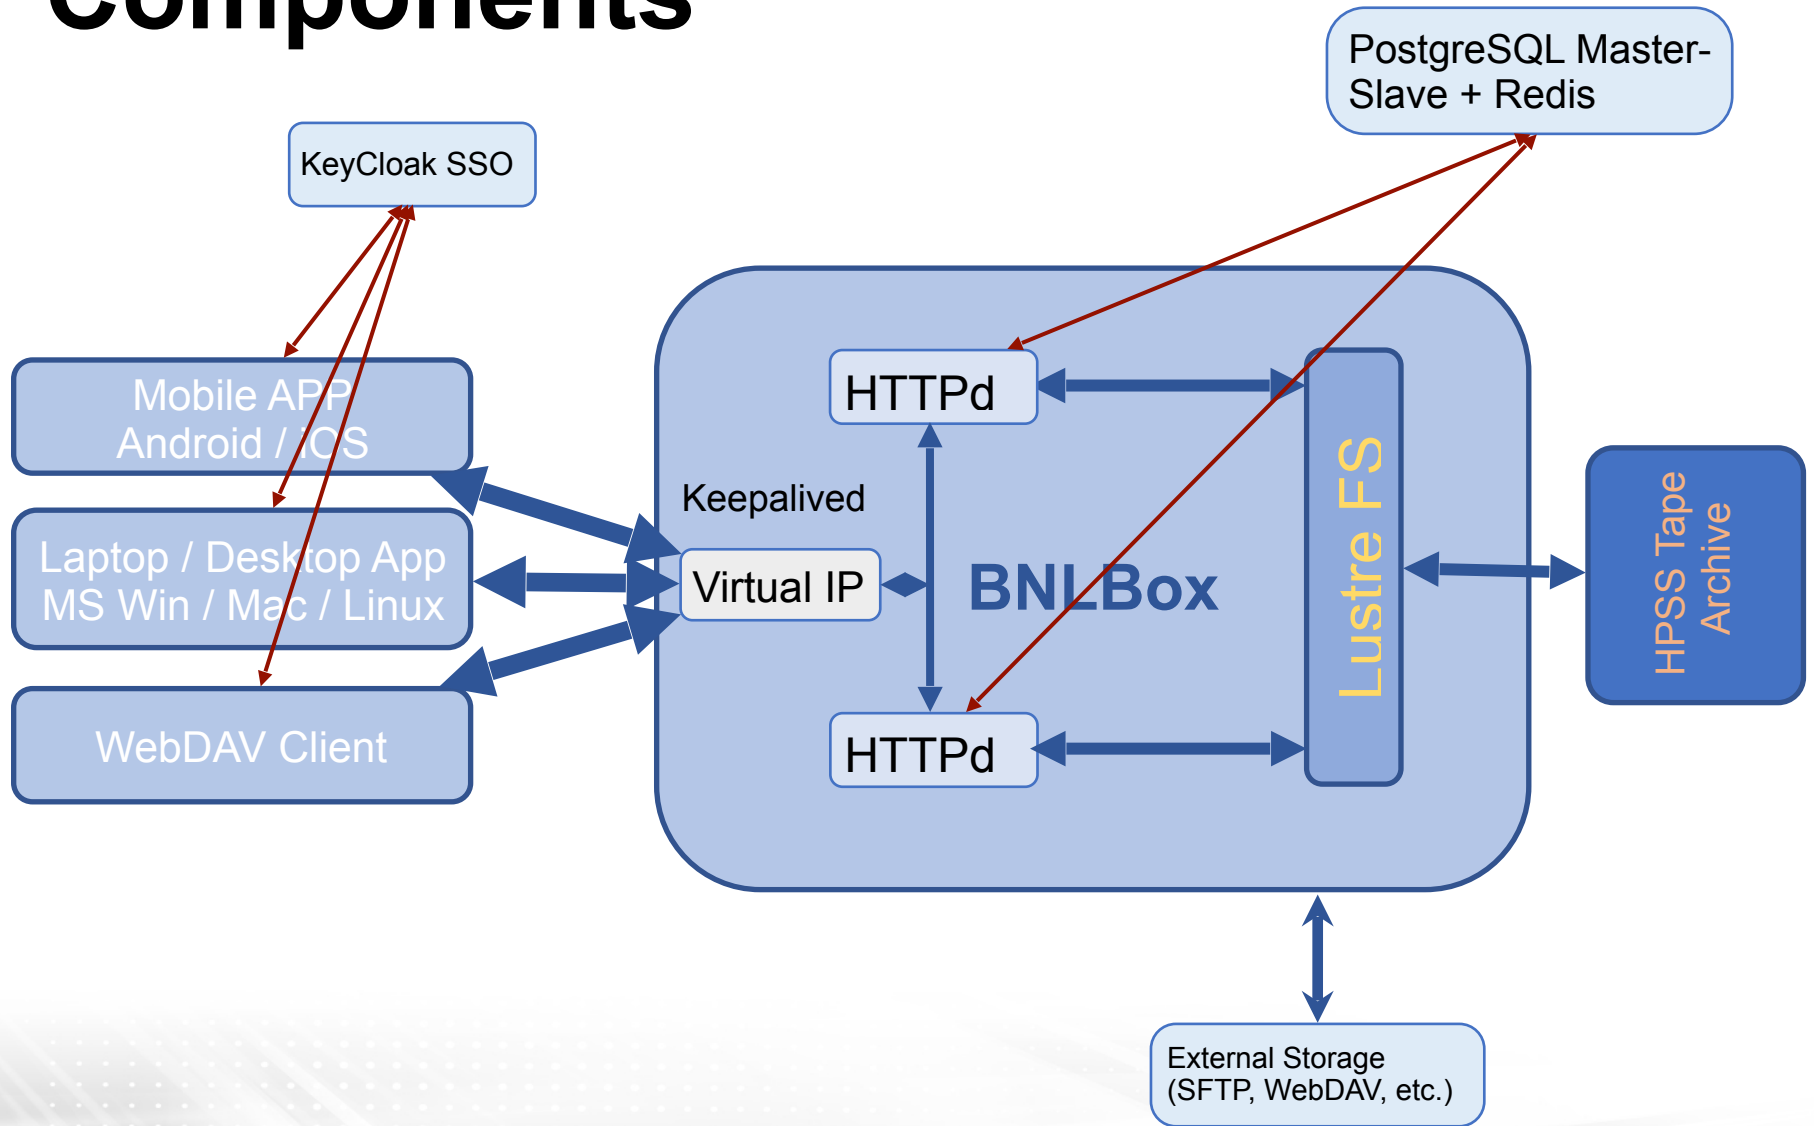 Components
PostgreSQL Master-
Slave + Redis
KeyCloak SSO
Mobile APP
Android / iOS
HTTPd
Keepalived
Laptop / Desktop App
MS Win / Mac / Linux
Virtual IP
BNLBox
Lustre FS
HPSS Tape
Archive
WebDAV Client
HTTPd
External Storage
(SFTP, WebDAV, etc.)